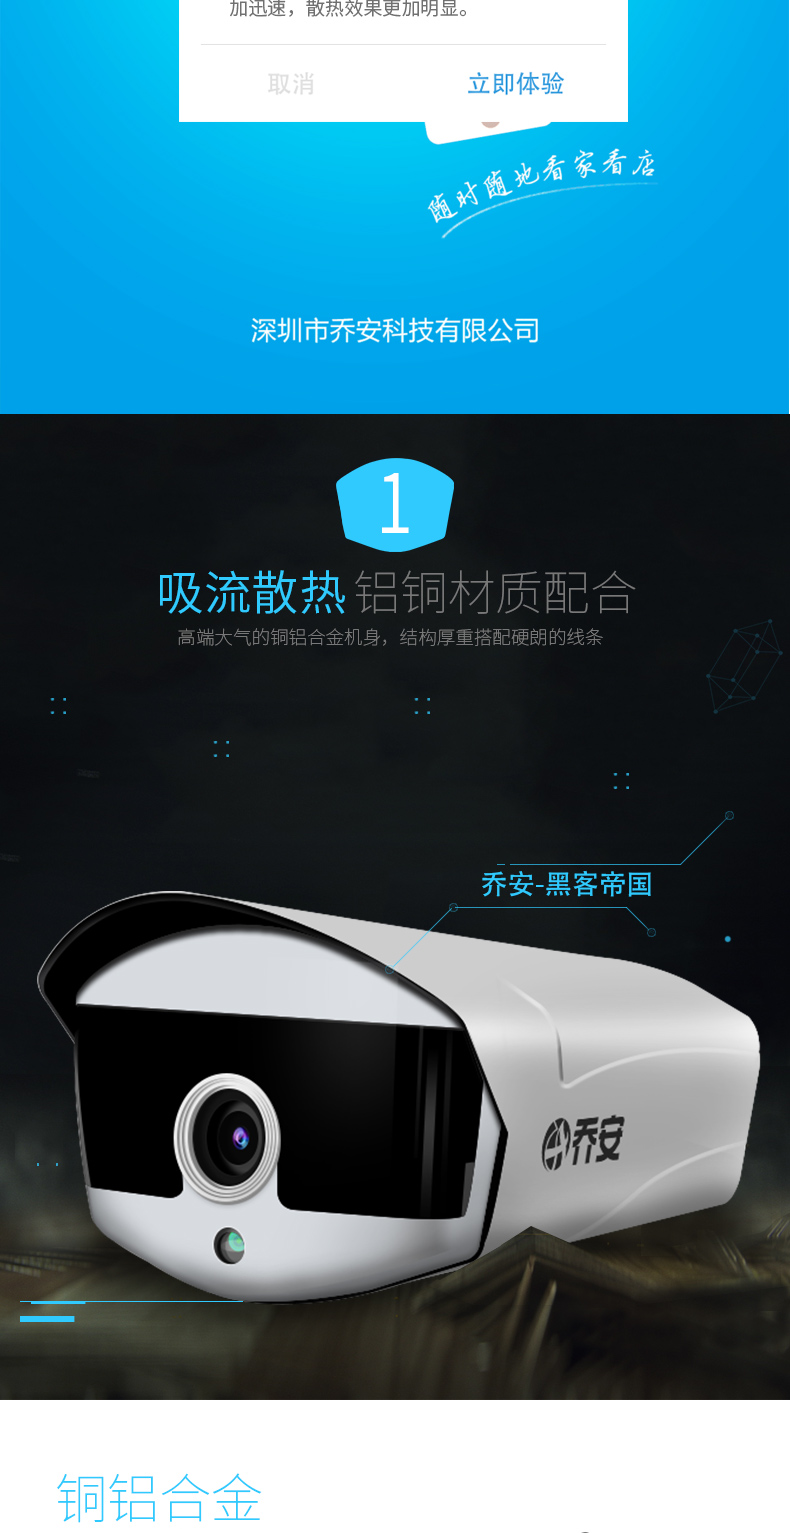 加迅速，散热效果更加明显。
取消 立即体验
随时随地看家看店
深圳市乔安科技有限公司
1
吸流散热 铝铜材质配合
高端大气的铜铝合金机身，结构厚重搭配硬朗的线条
乔安-黑客帝国
乔安
铜铝合金